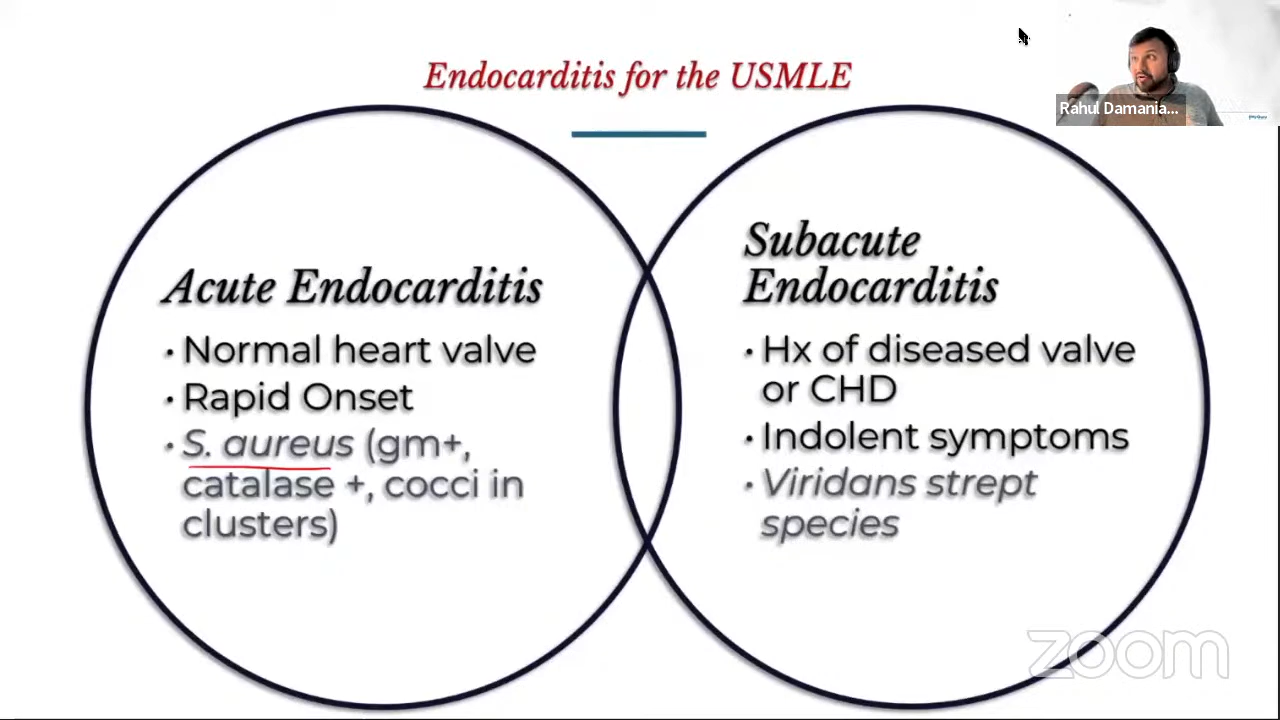 Endocarditis for the USMLE
Rahul Damania...
Acute Endocarditis
• Normal heart valve
• Rapid Onset
• S. aureus (gm+,
catalase +, cocci in
clusters)
Subacute
Endocarditis
• Hx of diseased valve
or CHD
• Indolent symptoms
• Viridans strept
species
zoom